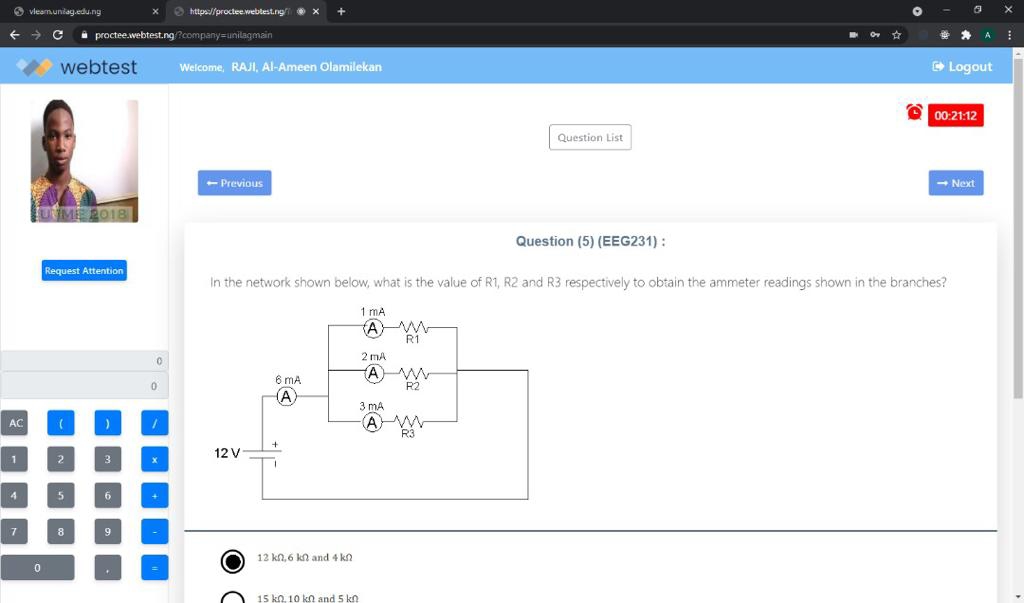 vlearn.unilag.edu.ng
https://proctee.webtest.ng/
proctee.webtest.ng/?company=unilagmain
A
webtest
Welcome, RAJI, Al-Ameen Olamilekan
Logout
00:21:12
Question List
← Previous
→ Next
UTME 2018
Request Attention
Question (5) (EEG231) :
In the network shown below, what is the value of R1, R2 and R3 respectively to obtain the ammeter readings shown in the branches?
1 mA
A
R1
2 mA
A
R2
6 mA
A
3 mA
A
R3
12 V
+
0
0
AC ( ) /
1 2 3 x
4 5 6 +
7 8 9 -
0 , =
12 kΩ, 6 kΩ and 4 kΩ
15 kΩ, 10 kΩ and 5 kΩ